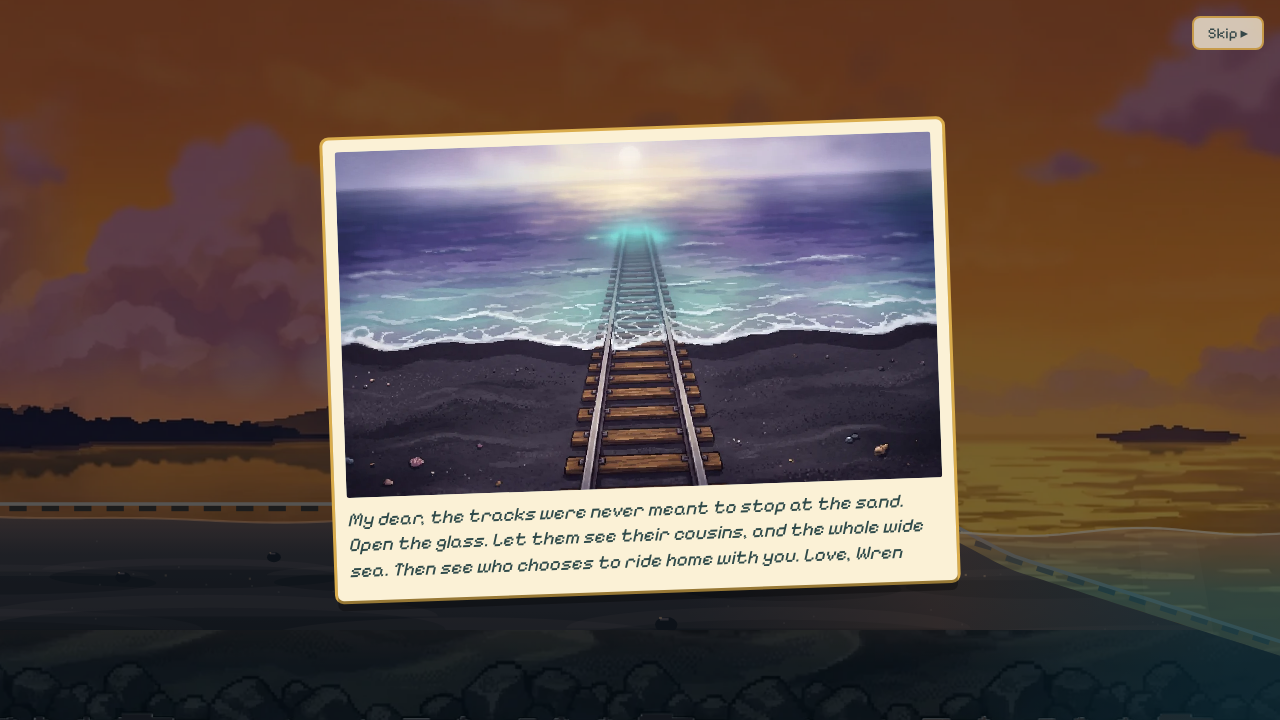 Skip ▸
My dear, the tracks were never meant to stop at the sand.
Open the glass. Let them see their cousins, and the whole wide
sea. Then see who chooses to ride home with you. Love, Wren